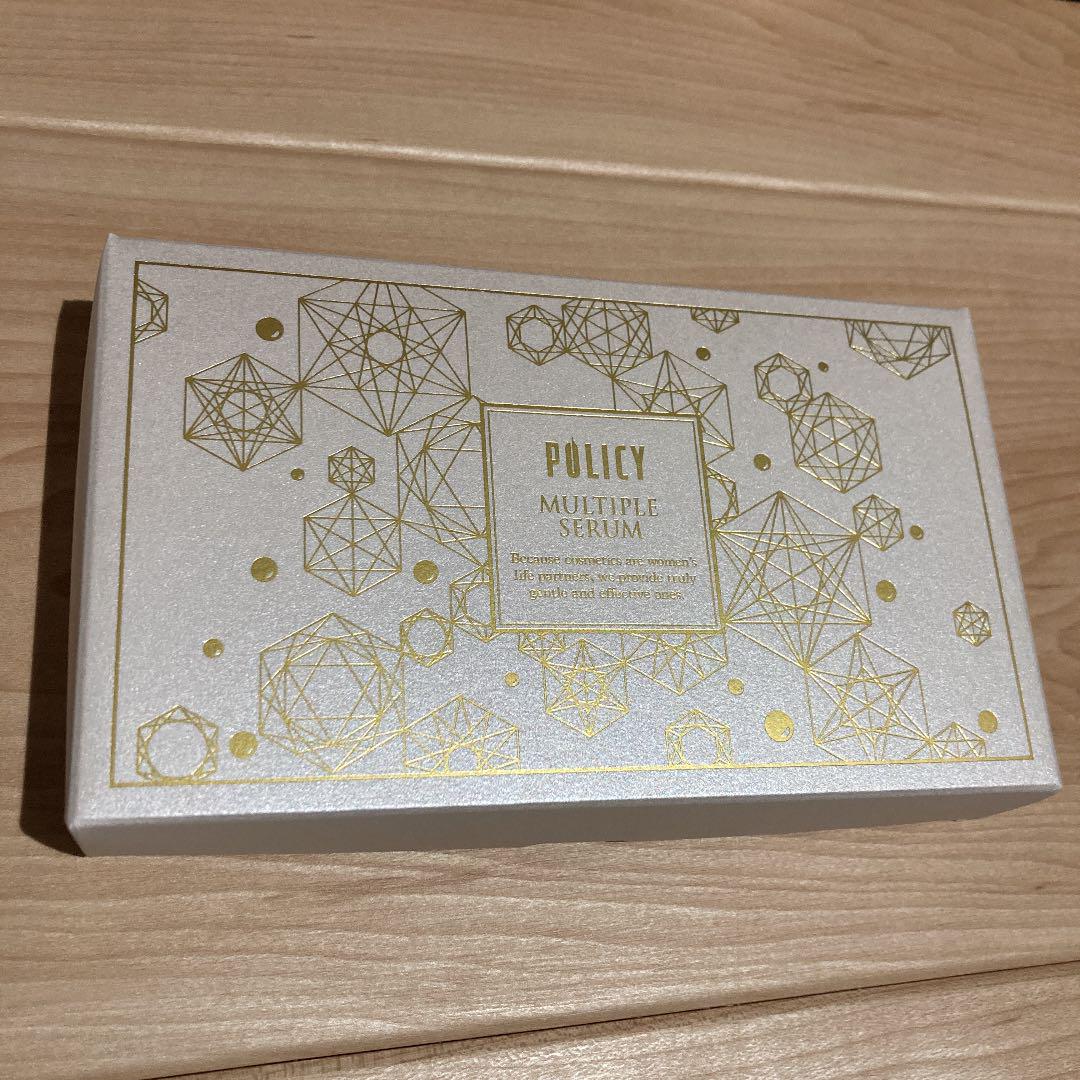 POLICY
MULTIPLE
SERUM
Because cosmetics are women's
life partners, we provide truly
gentle and effective ones.